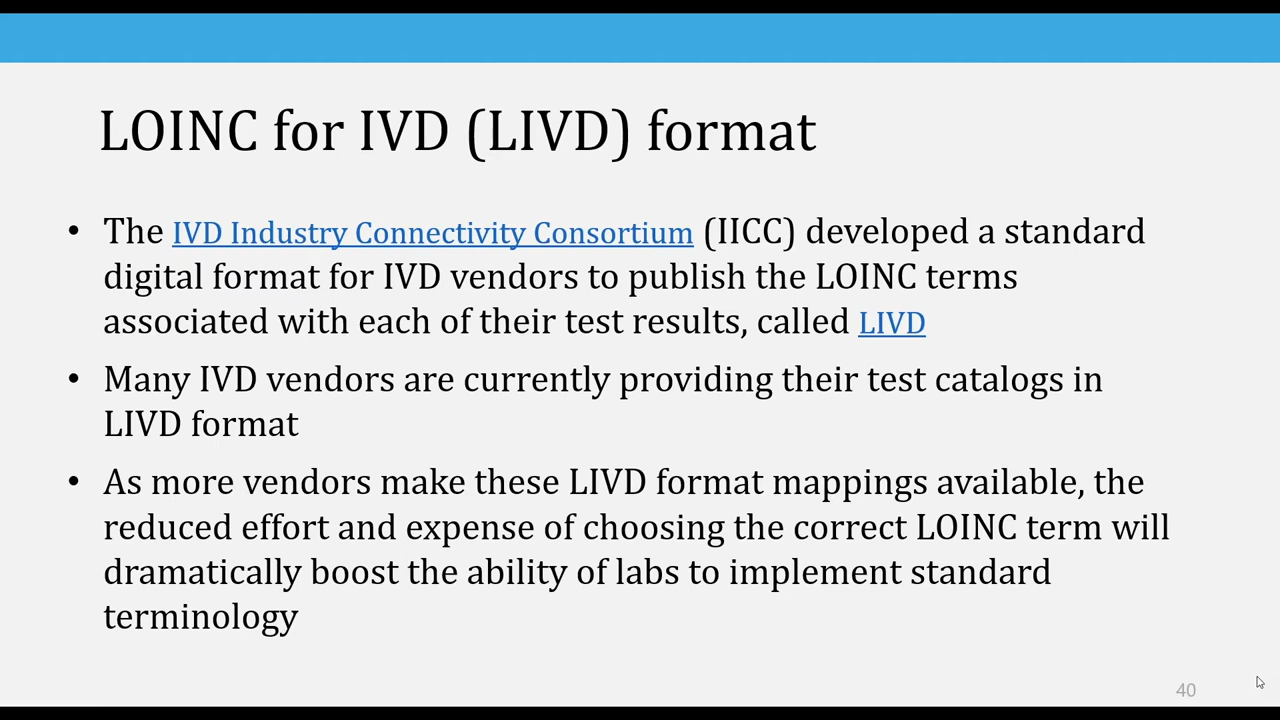 LOINC for IVD (LIVD) format
• The IVD Industry Connectivity Consortium (IICC) developed a standard
digital format for IVD vendors to publish the LOINC terms
associated with each of their test results, called LIVD
• Many IVD vendors are currently providing their test catalogs in
LIVD format
• As more vendors make these LIVD format mappings available, the
reduced effort and expense of choosing the correct LOINC term will
dramatically boost the ability of labs to implement standard
terminology
40